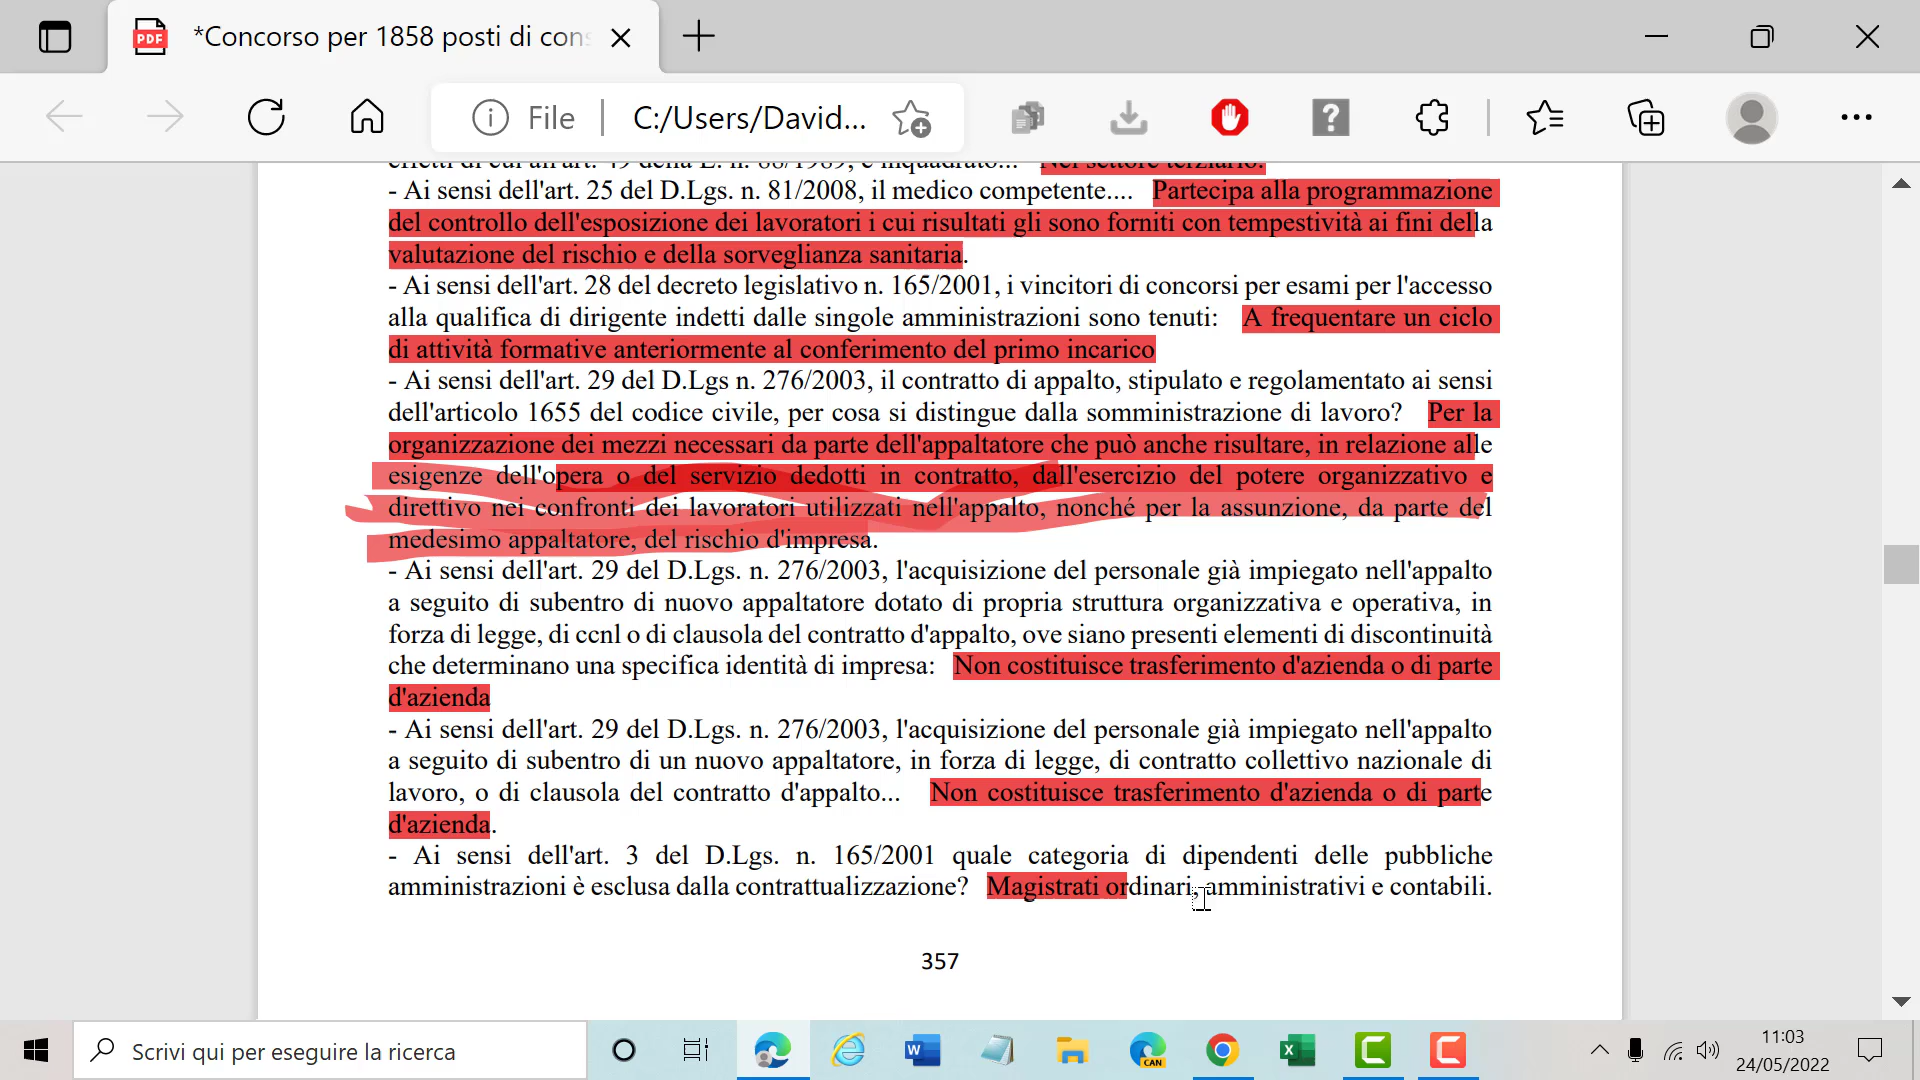 *Concorso per 1858 posti di con
File
C:/Users/David...
effetti di cui all'art. 49 della L. n. 88/1989, è inquadrato... Nel settore terziario.
- Ai sensi dell'art. 25 del D.Lgs. n. 81/2008, il medico competente.... Partecipa alla programmazione
del controllo dell'esposizione dei lavoratori i cui risultati gli sono forniti con tempestività ai fini della
valutazione del rischio e della sorveglianza sanitaria.
- Ai sensi dell'art. 28 del decreto legislativo n. 165/2001, i vincitori di concorsi per esami per l'accesso
alla qualifica di dirigente indetti dalle singole amministrazioni sono tenuti: A frequentare un ciclo
di attività formative anteriormente al conferimento del primo incarico
- Ai sensi dell'art. 29 del D.Lgs n. 276/2003, il contratto di appalto, stipulato e regolamentato ai sensi
dell'articolo 1655 del codice civile, per cosa si distingue dalla somministrazione di lavoro? Per la
organizzazione dei mezzi necessari da parte dell'appaltatore che può anche risultare, in relazione alle
esigenze dell'opera o del servizio dedotti in contratto, dall'esercizio del potere organizzativo e
direttivo nei confronti dei lavoratori utilizzati nell'appalto, nonché per la assunzione, da parte del
medesimo appaltatore, del rischio d'impresa.
- Ai sensi dell'art. 29 del D.Lgs. n. 276/2003, l'acquisizione del personale già impiegato nell'appalto
a seguito di subentro di nuovo appaltatore dotato di propria struttura organizzativa e operativa, in
forza di legge, di ccnl o di clausola del contratto d'appalto, ove siano presenti elementi di discontinuità
che determinano una specifica identità di impresa: Non costituisce trasferimento d'azienda o di parte
d'azienda
- Ai sensi dell'art. 29 del D.Lgs. n. 276/2003, l'acquisizione del personale già impiegato nell'appalto
a seguito di subentro di un nuovo appaltatore, in forza di legge, di contratto collettivo nazionale di
lavoro, o di clausola del contratto d'appalto... Non costituisce trasferimento d'azienda o di parte
d'azienda.
- Ai sensi dell'art. 3 del D.Lgs. n. 165/2001 quale categoria di dipendenti delle pubbliche
amministrazioni è esclusa dalla contrattualizzazione? Magistrati ordinari, amministrativi e contabili.
357
Scrivi qui per eseguire la ricerca
11:03
24/05/2022